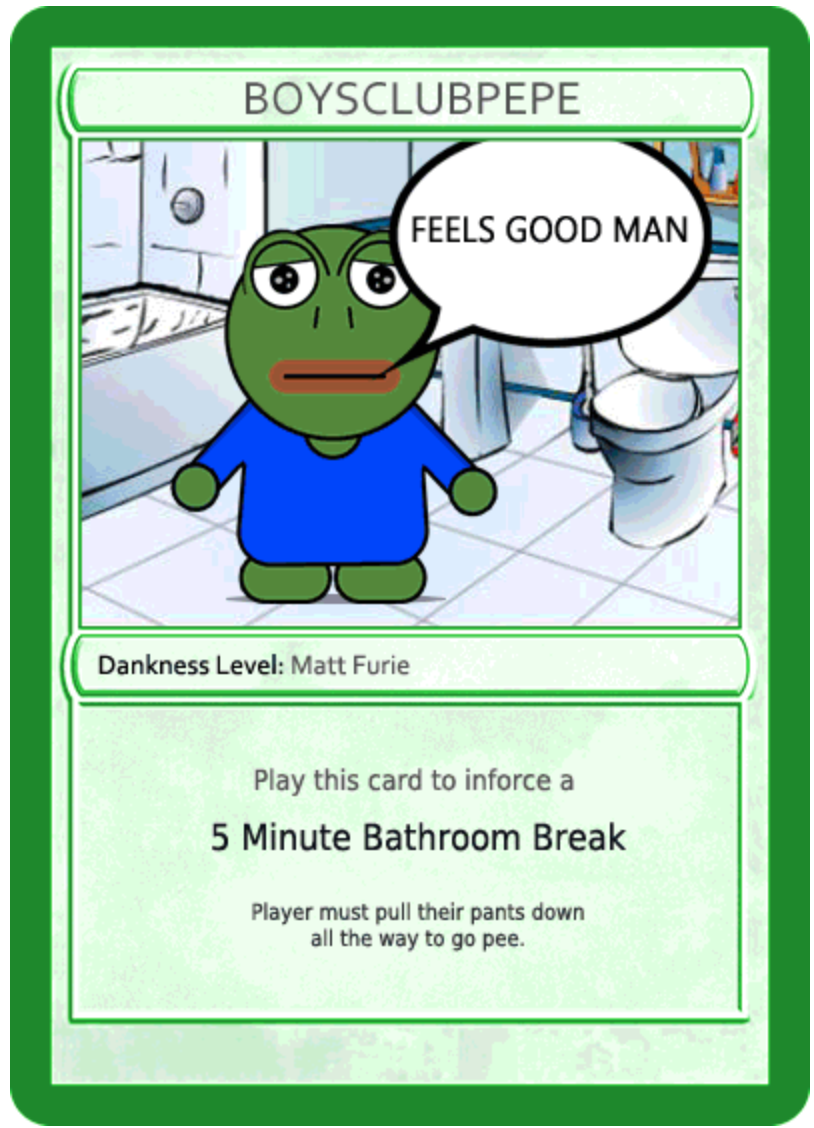 BOYSCLUBPEPE
FEELS GOOD MAN
Dankness Level: Matt Furie
Play this card to inforce a
5 Minute Bathroom Break
Player must pull their pants down
all the way to go pee.